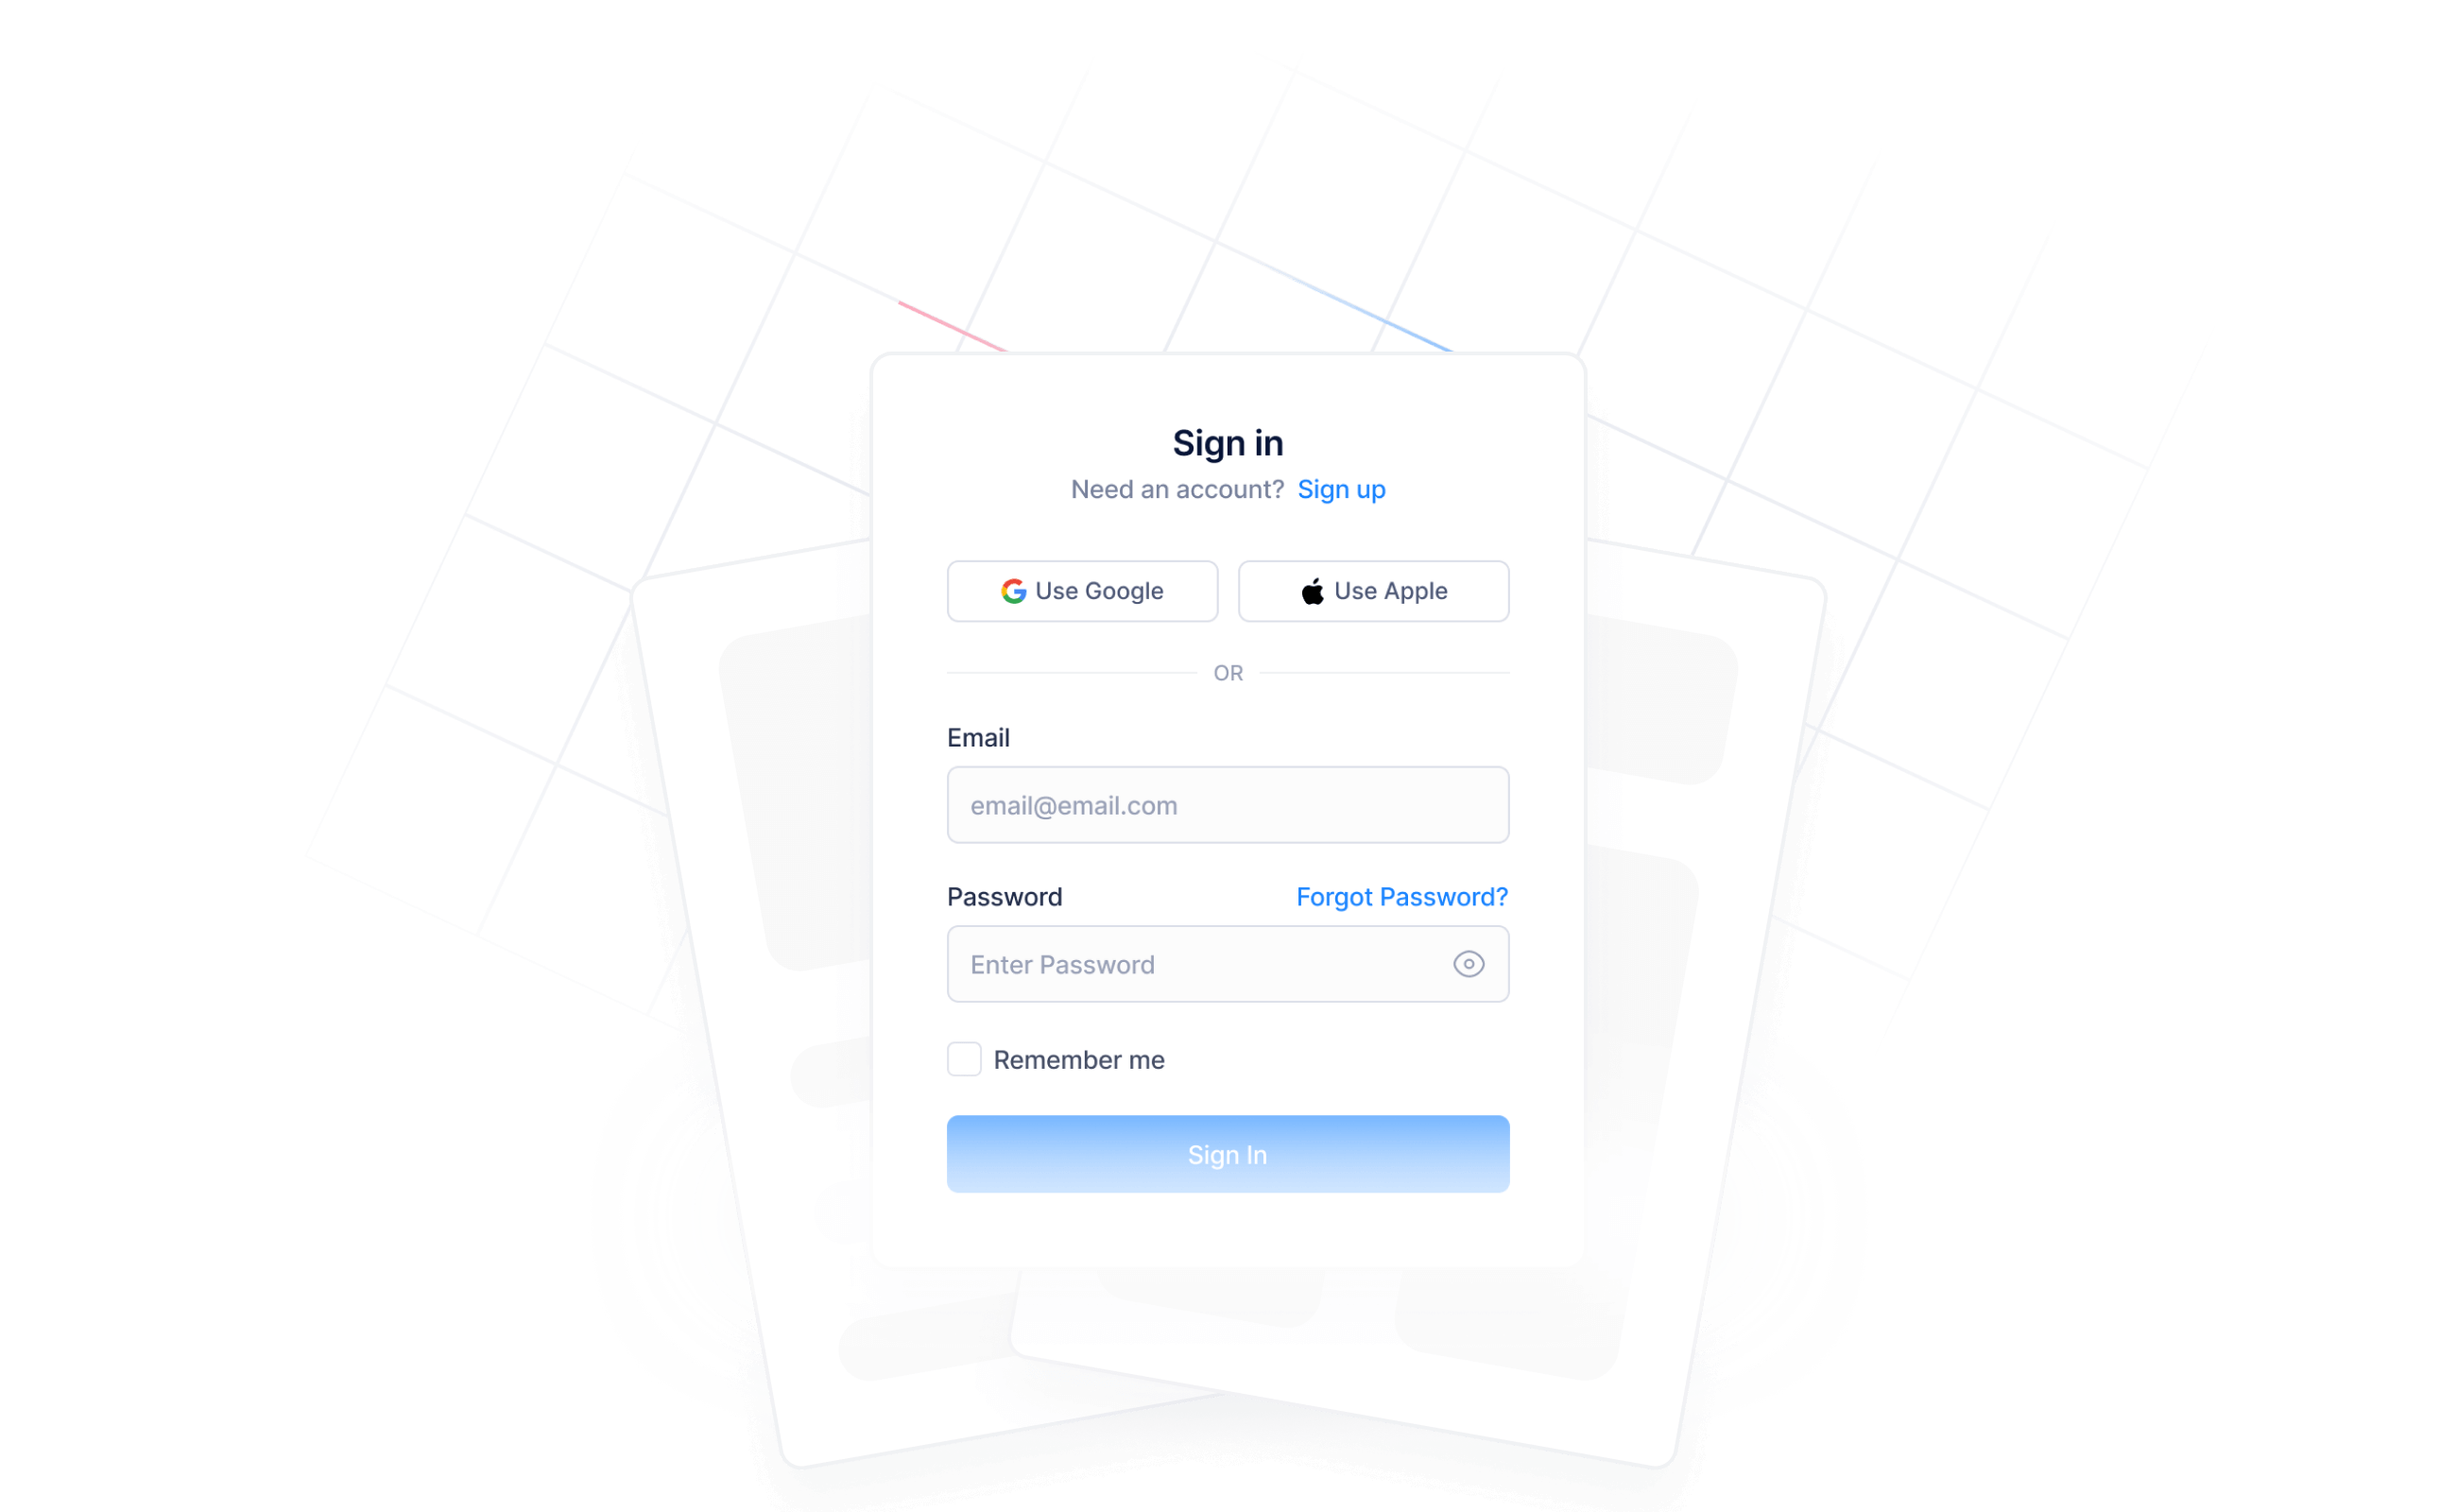 Sign in
Need an account? Sign up
Use Google
Use Apple
OR
Email
email@email.com
Password
Forgot Password?
Enter Password
Remember me
Sign In